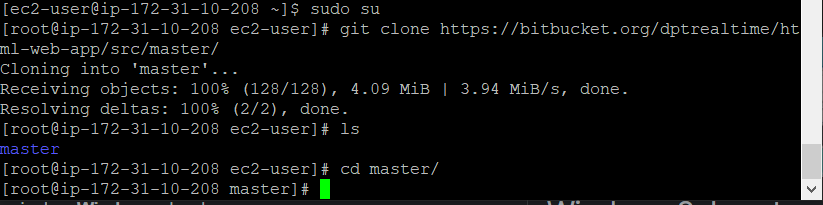 [ec2-user@ip-172-31-10-208 ~]$ sudo su
[root@ip-172-31-10-208 ec2-user]# git clone https://bitbucket.org/dptrealtime/ht
ml-web-app/src/master/
Cloning into 'master'...
Receiving objects: 100% (128/128), 4.09 MiB | 3.94 MiB/s, done.
Resolving deltas: 100% (2/2), done.
[root@ip-172-31-10-208 ec2-user]# ls
master
[root@ip-172-31-10-208 ec2-user]# cd master/
[root@ip-172-31-10-208 master]#